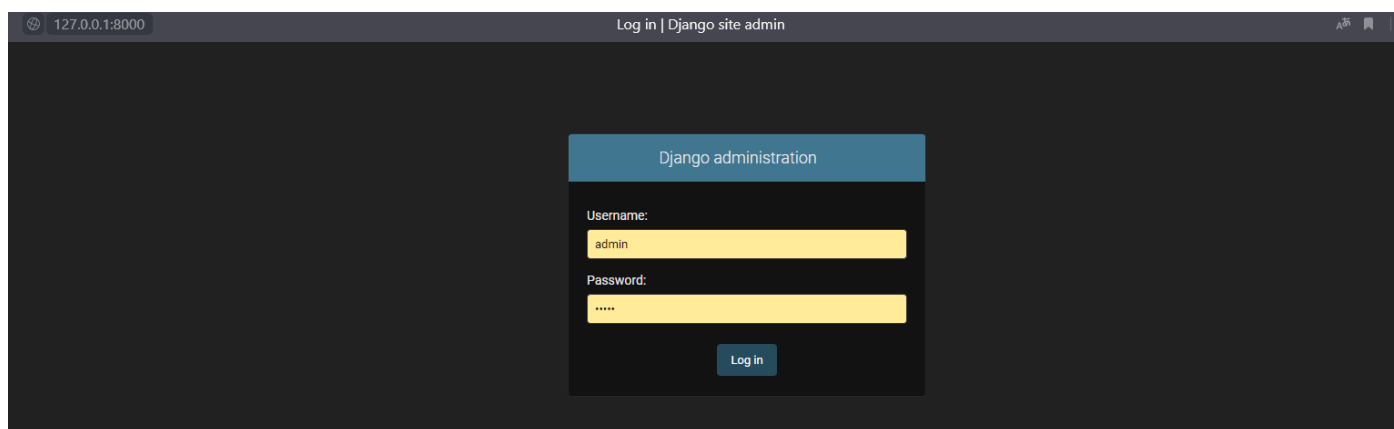 127.0.0.1:8000 Log in | Django site admin
Django administration
Username:
admin
Password:
•••••
Log in